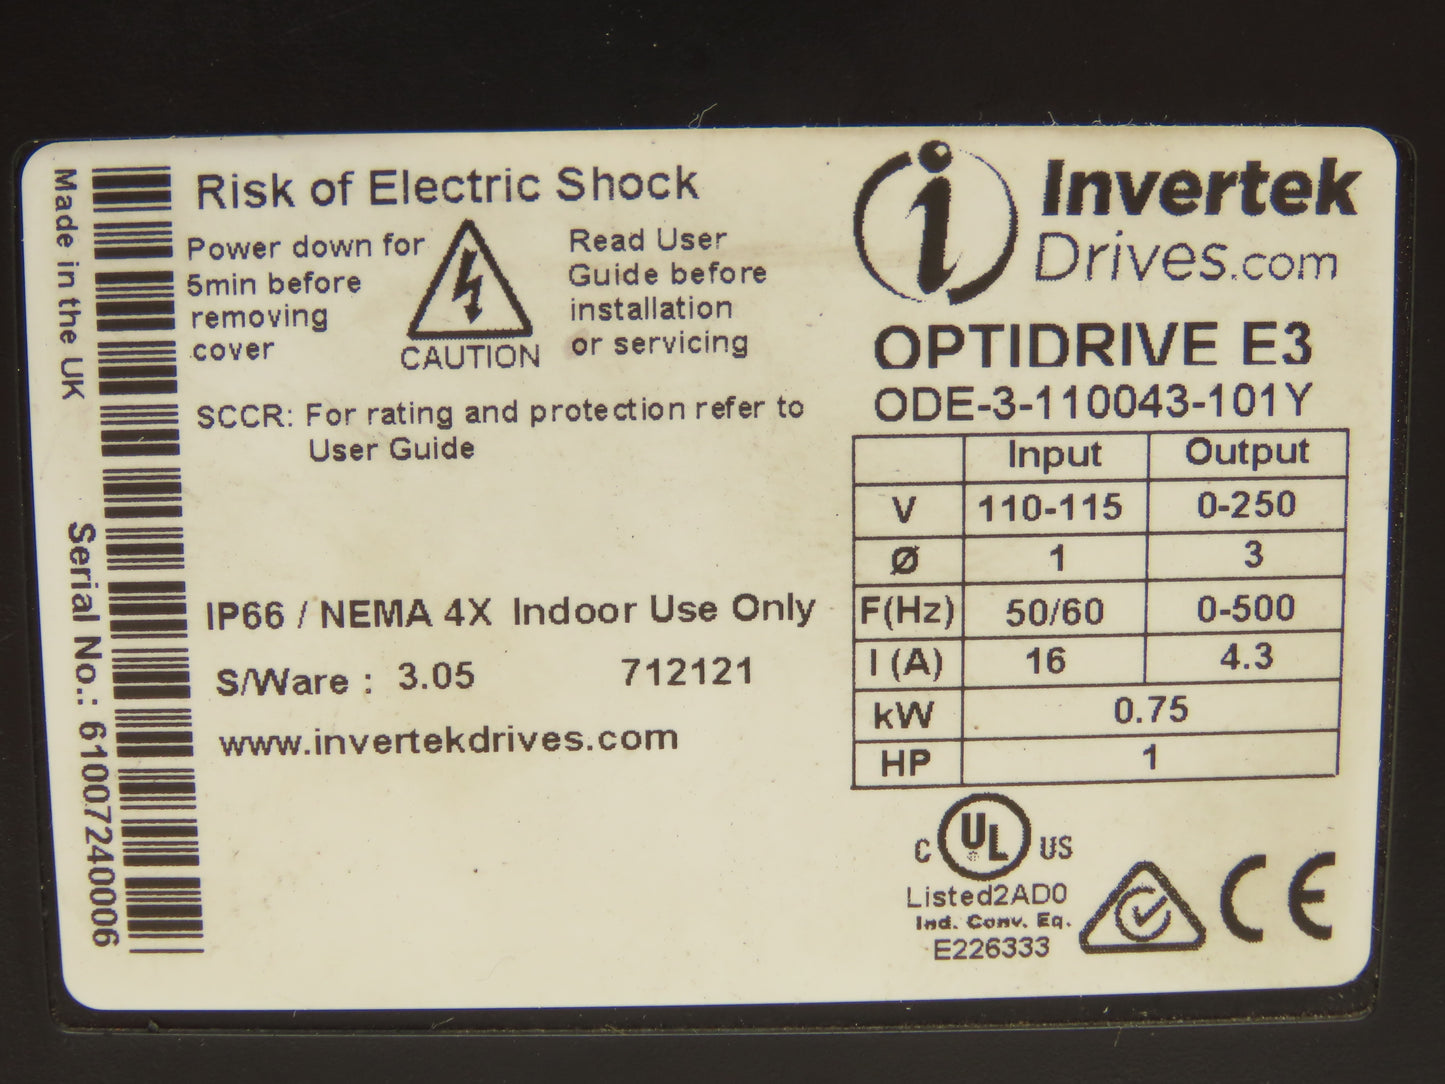 Made in the UK
Serial No.: 61007240006
Risk of Electric Shock
Power down for
5min before
removing
cover
CAUTION
Read User
Guide before
installation
or servicing
SCCR: For rating and protection refer to
User Guide
IP66 / NEMA 4X Indoor Use Only
S/Ware : 3.05 712121
www.invertekdrives.com
i Invertek
Drives.com
OPTIDRIVE E3
ODE-3-110043-101Y
Input Output
V 110-115 0-250
Ø 1 3
F(Hz) 50/60 0-500
I (A) 16 4.3
kW 0.75
HP 1
C UL US
Listed2AD0
Ind. Conv. Eq.
E226333
CE